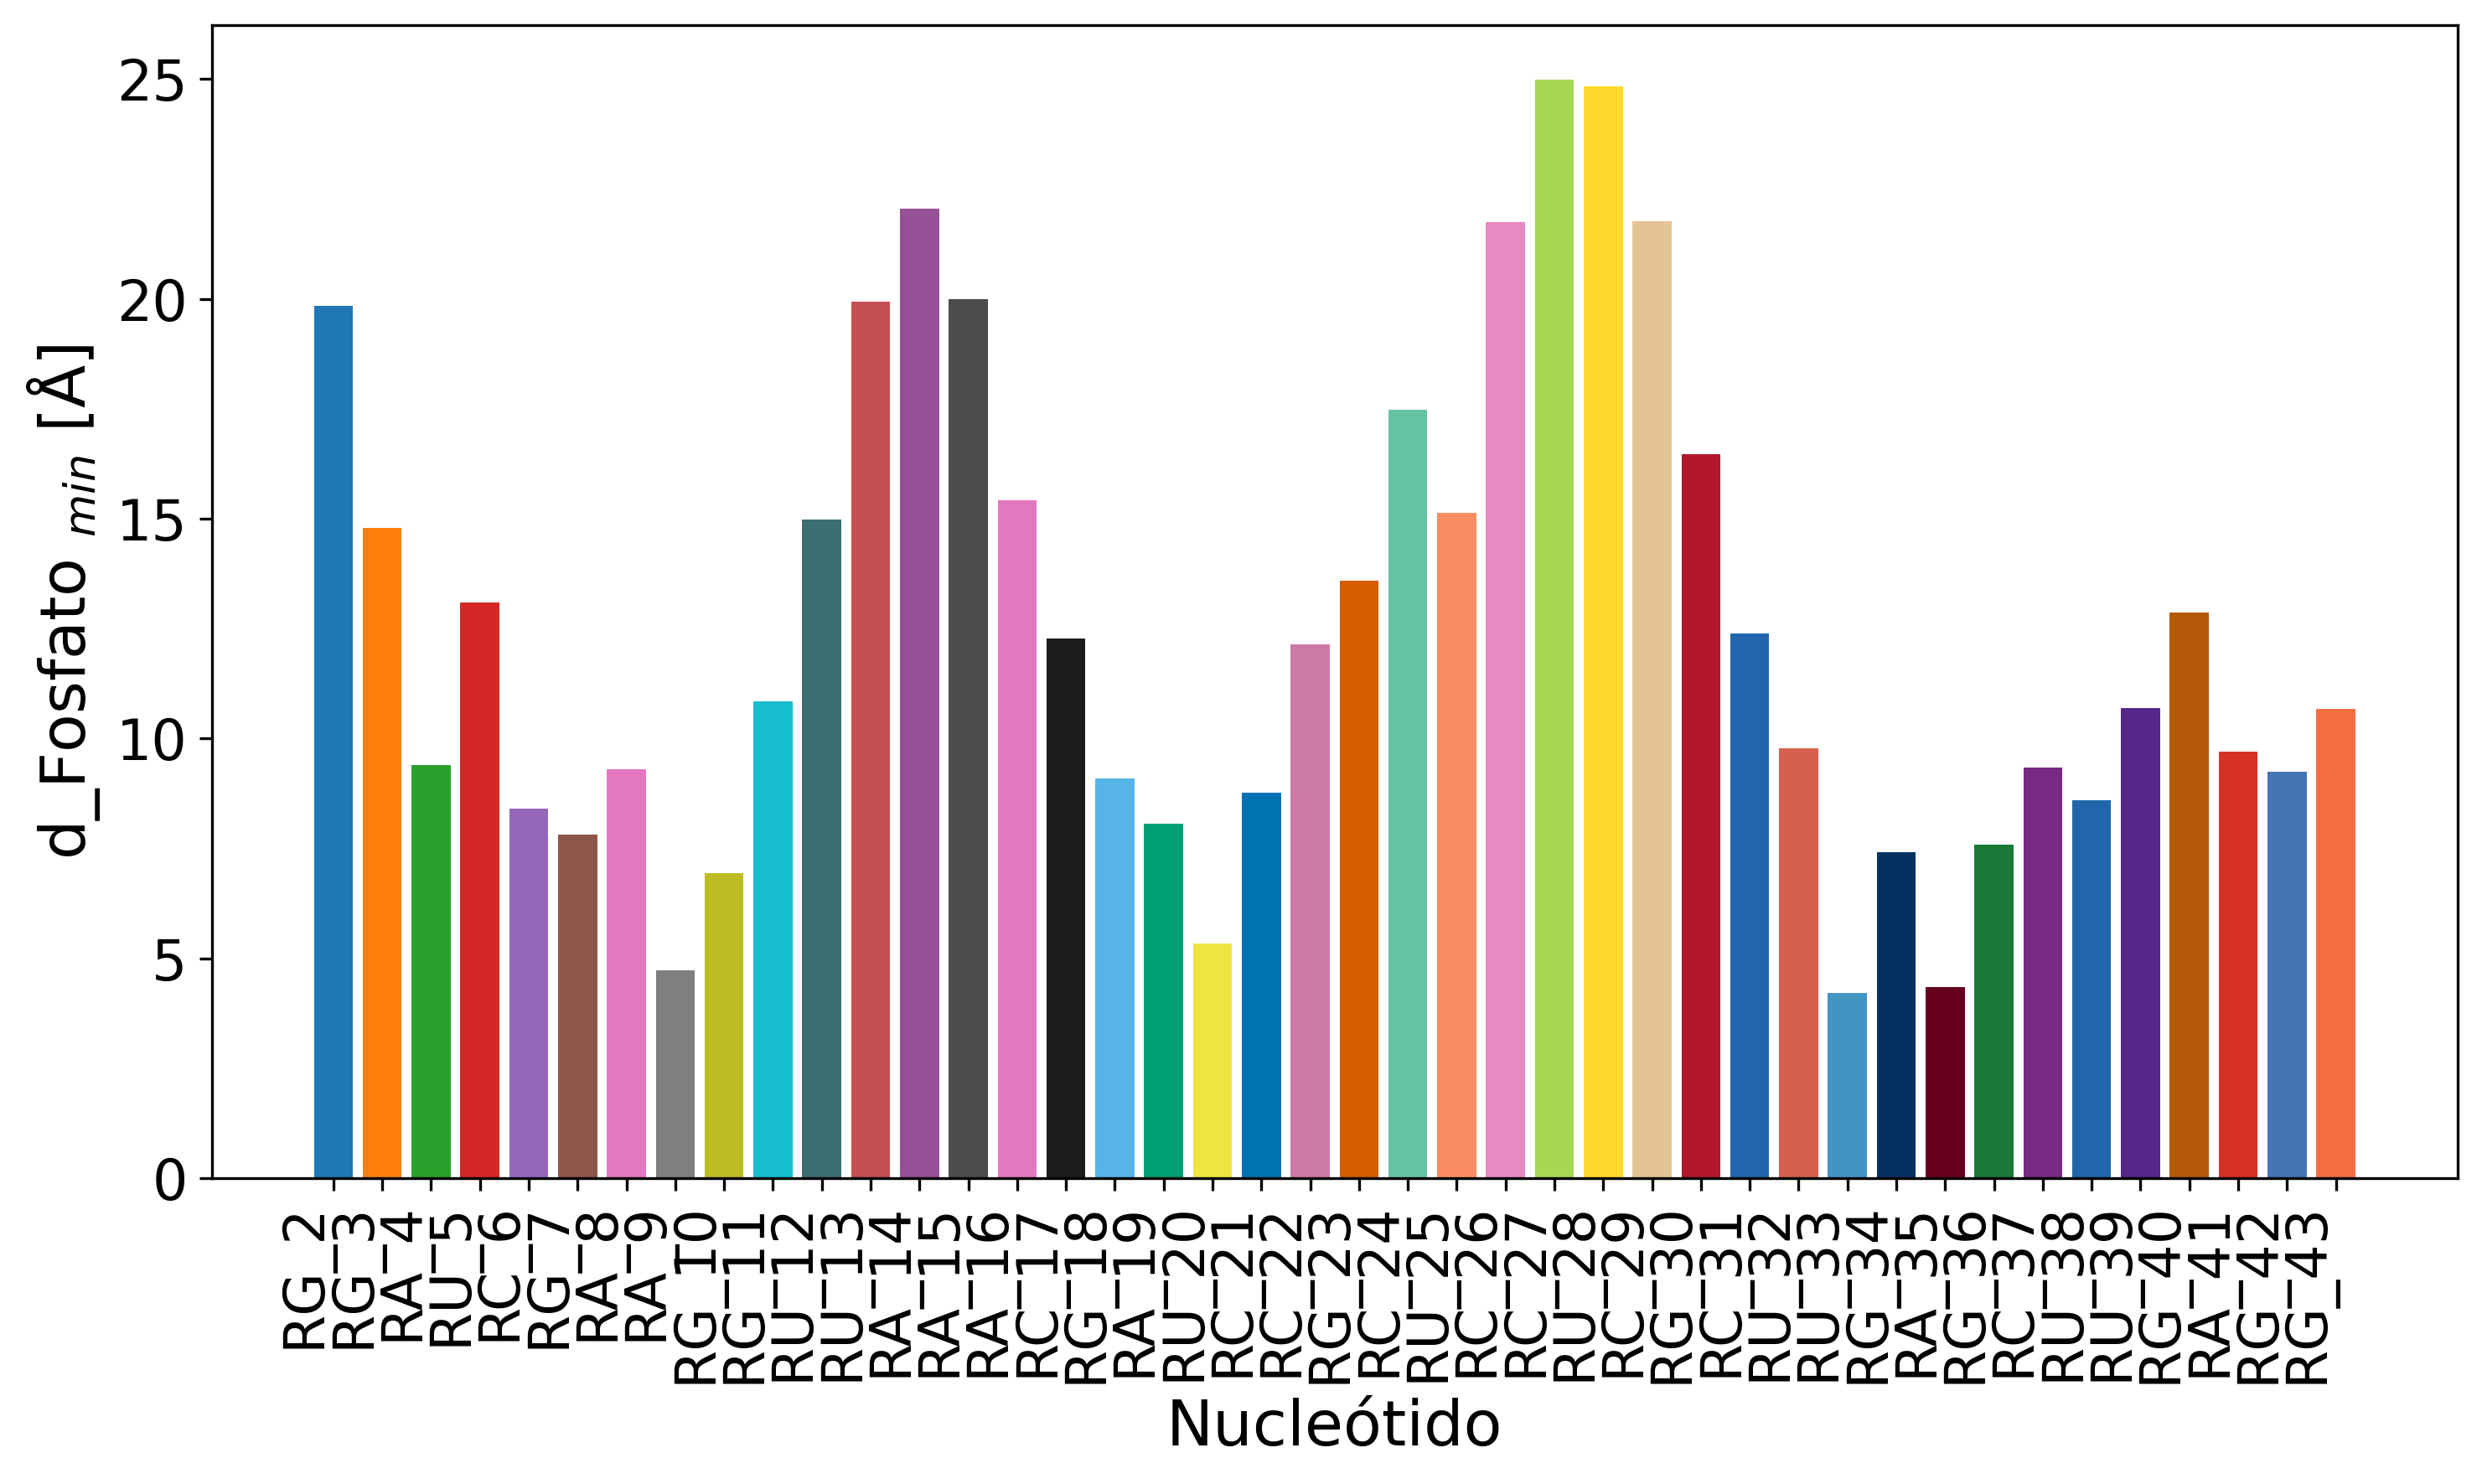 d_Fosfato min [Å]
25
20
15
10
5
0
RG_2
RG_3
RA_4
RU_5
RC_6
RG_7
RA_8
RA_9
RG_10
RG_11
RU_12
RU_13
RA_14
RA_15
RA_16
RC_17
RG_18
RA_19
RU_20
RC_21
RC_22
RG_23
RC_24
RU_25
RC_26
RC_27
RU_28
RC_29
RG_30
RC_31
RU_32
RU_33
RG_34
RA_35
RG_36
RC_37
RU_38
RU_39
RG_40
RA_41
RG_42
RG_43
Nucleótido